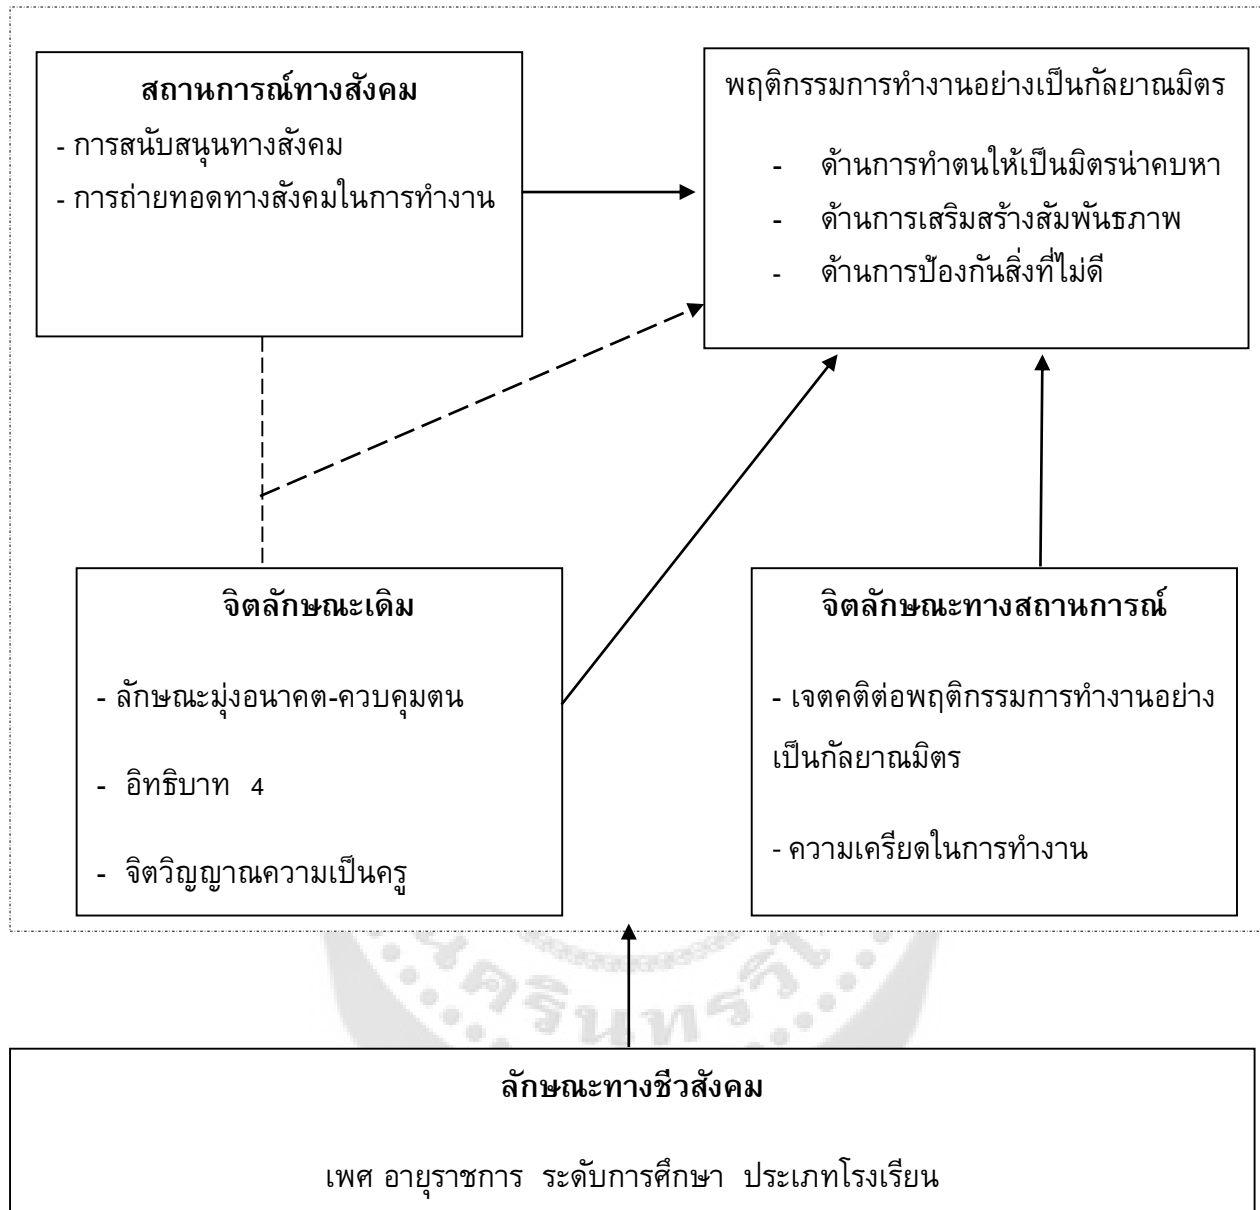 สถานการณ์ทางสังคม
- การสนับสนุนทางสังคม
- การถ่ายทอดทางสังคมในการทำงาน
พฤติกรรมการทำงานอย่างเป็นกัลยาณมิตร
- ด้านการทำตนให้เป็นมิตรน่าคบหา
- ด้านการเสริมสร้างสัมพันธภาพ
- ด้านการป้องกันสิ่งที่ไม่ดี
จิตลักษณะเดิม
- ลักษณะมุ่งอนาคต-ควบคุมตน
- อิทธิบาท 4
- จิตวิญญาณความเป็นครู
จิตลักษณะทางสถานการณ์
- เจตคติต่อพฤติกรรมการทำงานอย่าง
เป็นกัลยาณมิตร
- ความเครียดในการทำงาน
นครินทรวิโ
ลักษณะทางชีวสังคม
เพศ อายุราชการ ระดับการศึกษา ประเภทโรงเรียน